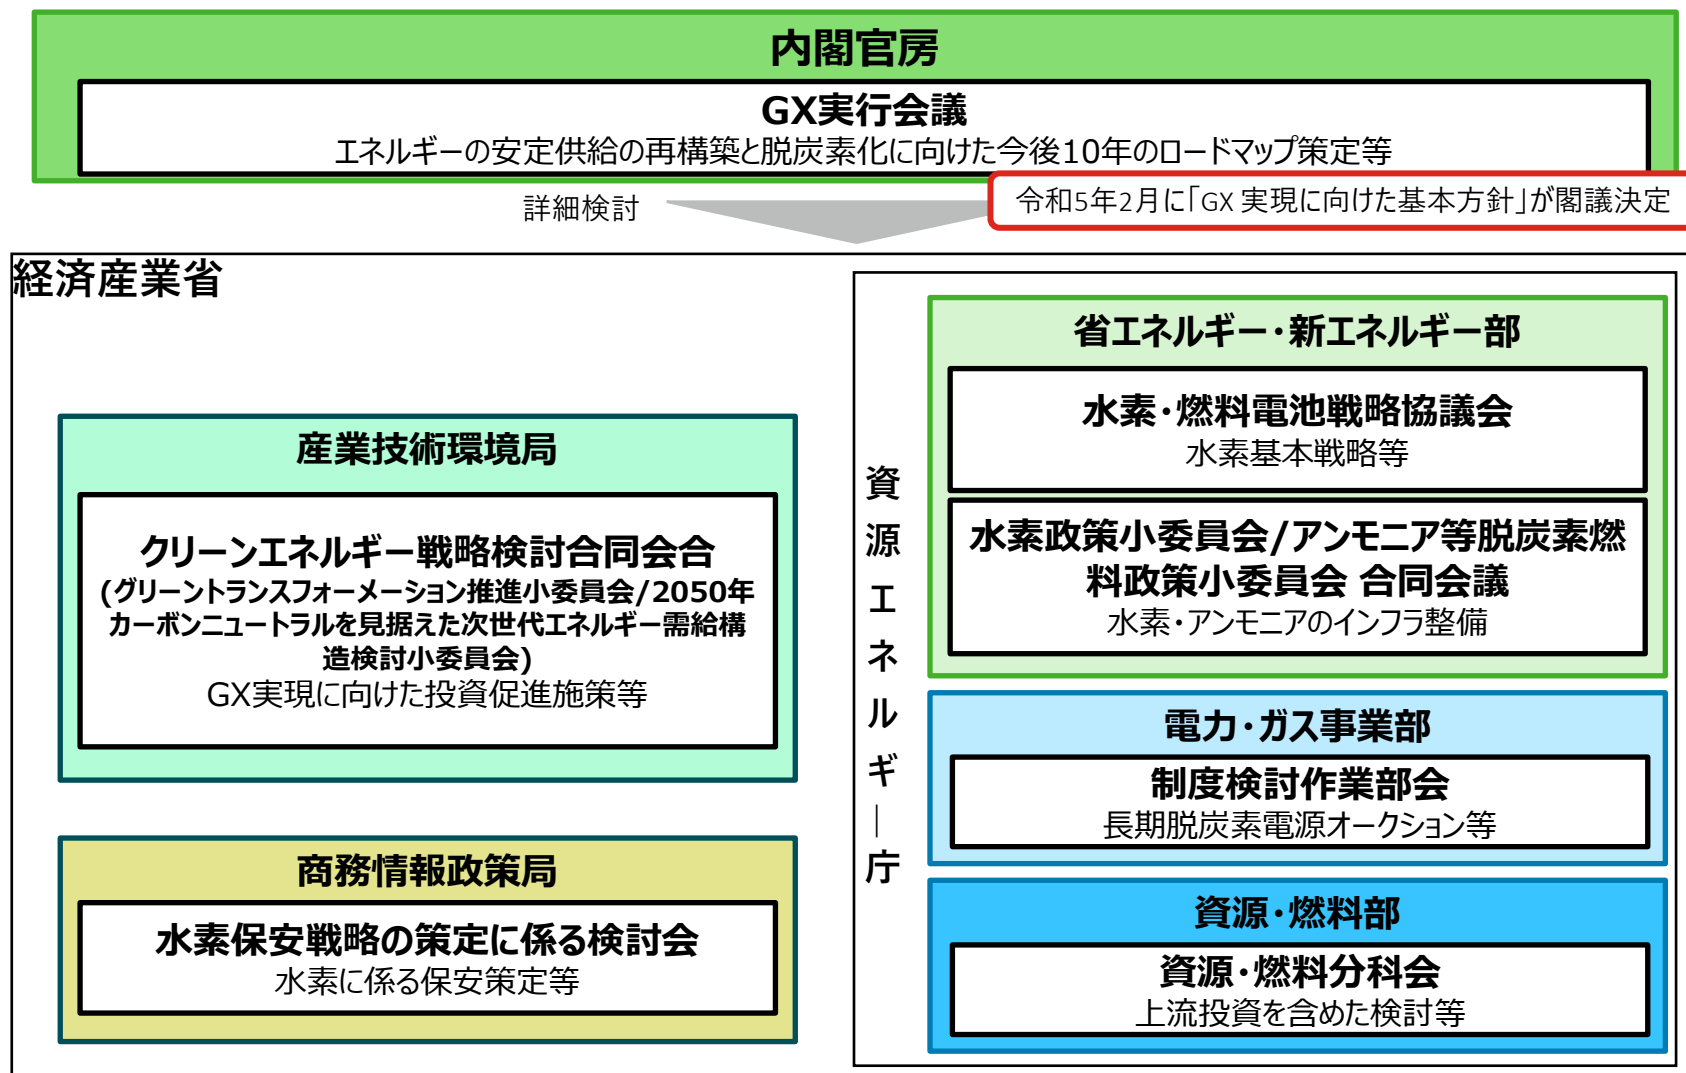 内閣官房
GX実行会議
エネルギーの安定供給の再構築と脱炭素化に向けた今後10年のロードマップ策定等
詳細検討
令和5年2月に「GX 実現に向けた基本方針」が閣議決定
経済産業省
産業技術環境局
クリーンエネルギー戦略検討合同会合
(グリーントランスフォーメーション推進小委員会/2050年
カーボンニュートラルを見据えた次世代エネルギー需給構
造検討小委員会)
GX実現に向けた投資促進施策等
商務情報政策局
水素保安戦略の策定に係る検討会
水素に係る保安策定等
資源エネルギー庁
省エネルギー・新エネルギー部
水素・燃料電池戦略協議会
水素基本戦略等
水素政策小委員会/アンモニア等脱炭素燃
料政策小委員会 合同会議
水素・アンモニアのインフラ整備
電力・ガス事業部
制度検討作業部会
長期脱炭素電源オークション等
資源・燃料部
資源・燃料分科会
上流投資を含めた検討等